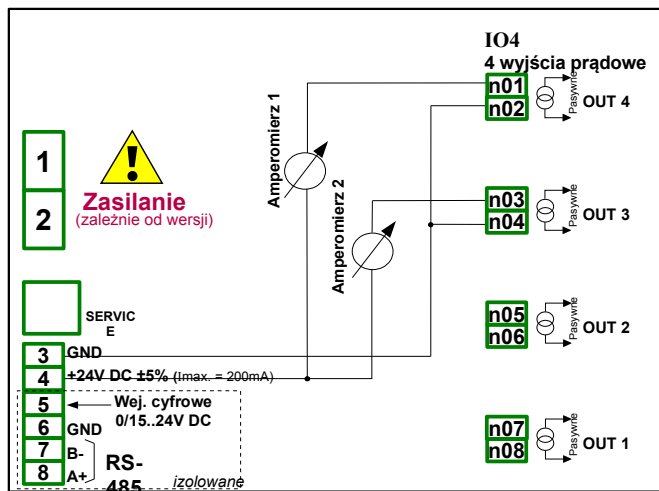 IO4
4 wyjścia prądowe
n01
n02
Pasywne
OUT 4
Amperomierz 1
1
2
Zasilanie
(zależnie od wersji)
Amperomierz 2
n03
n04
Pasywne
OUT 3
SERVIC
E
n05
n06
Pasywne
OUT 2
3 GND
4 +24V DC ±5% (Imax. = 200mA)
5 Wej. cyfrowe
0/15..24V DC
6 GND
7 B-
8 A+
RS-
485
izolowane
n07
n08
Pasywne
OUT 1